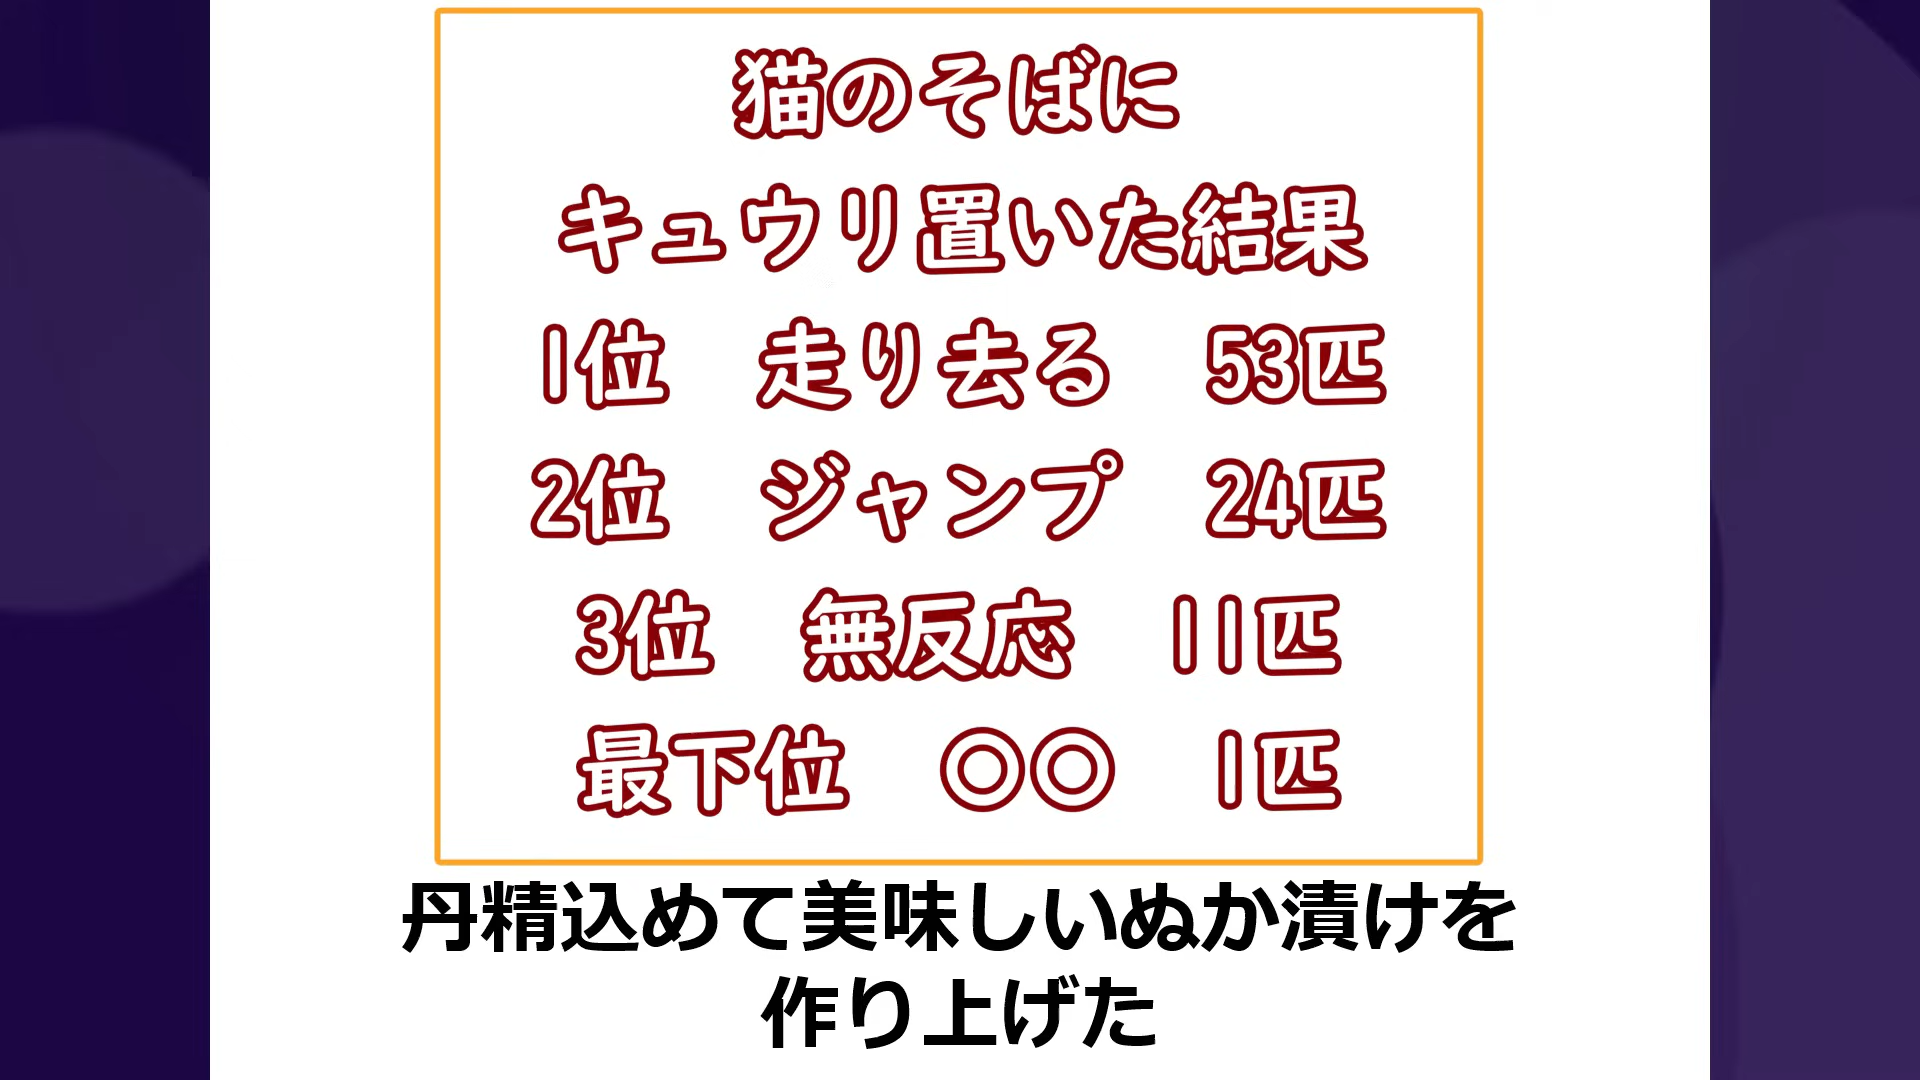 猫のそばに
キュウリ置いた結果
1位　走り去る　53匹
2位　ジャンプ　24匹
3位　無反応　11匹
最下位　○○　1匹
丹精込めて美味しいぬか漬けを
作り上げた